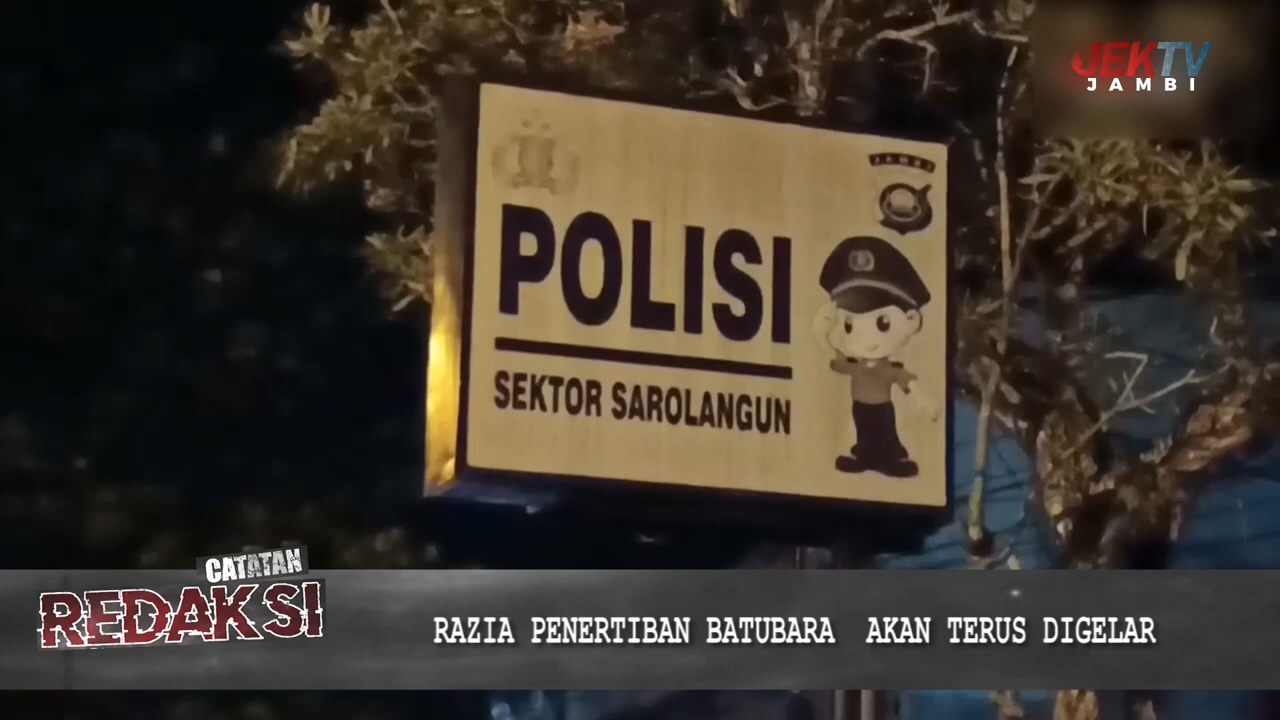 JEKTV
JAMBI
JAMBI
POLISI
SEKTOR SAROLANGUN
CATATAN
REDAKSI
RAZIA PENERTIBAN BATUBARA AKAN TERUS DIGELAR